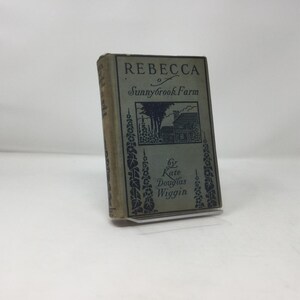 REBECCA
of
Sunnybrook Farm
by
Kate
Douglas
Wiggin